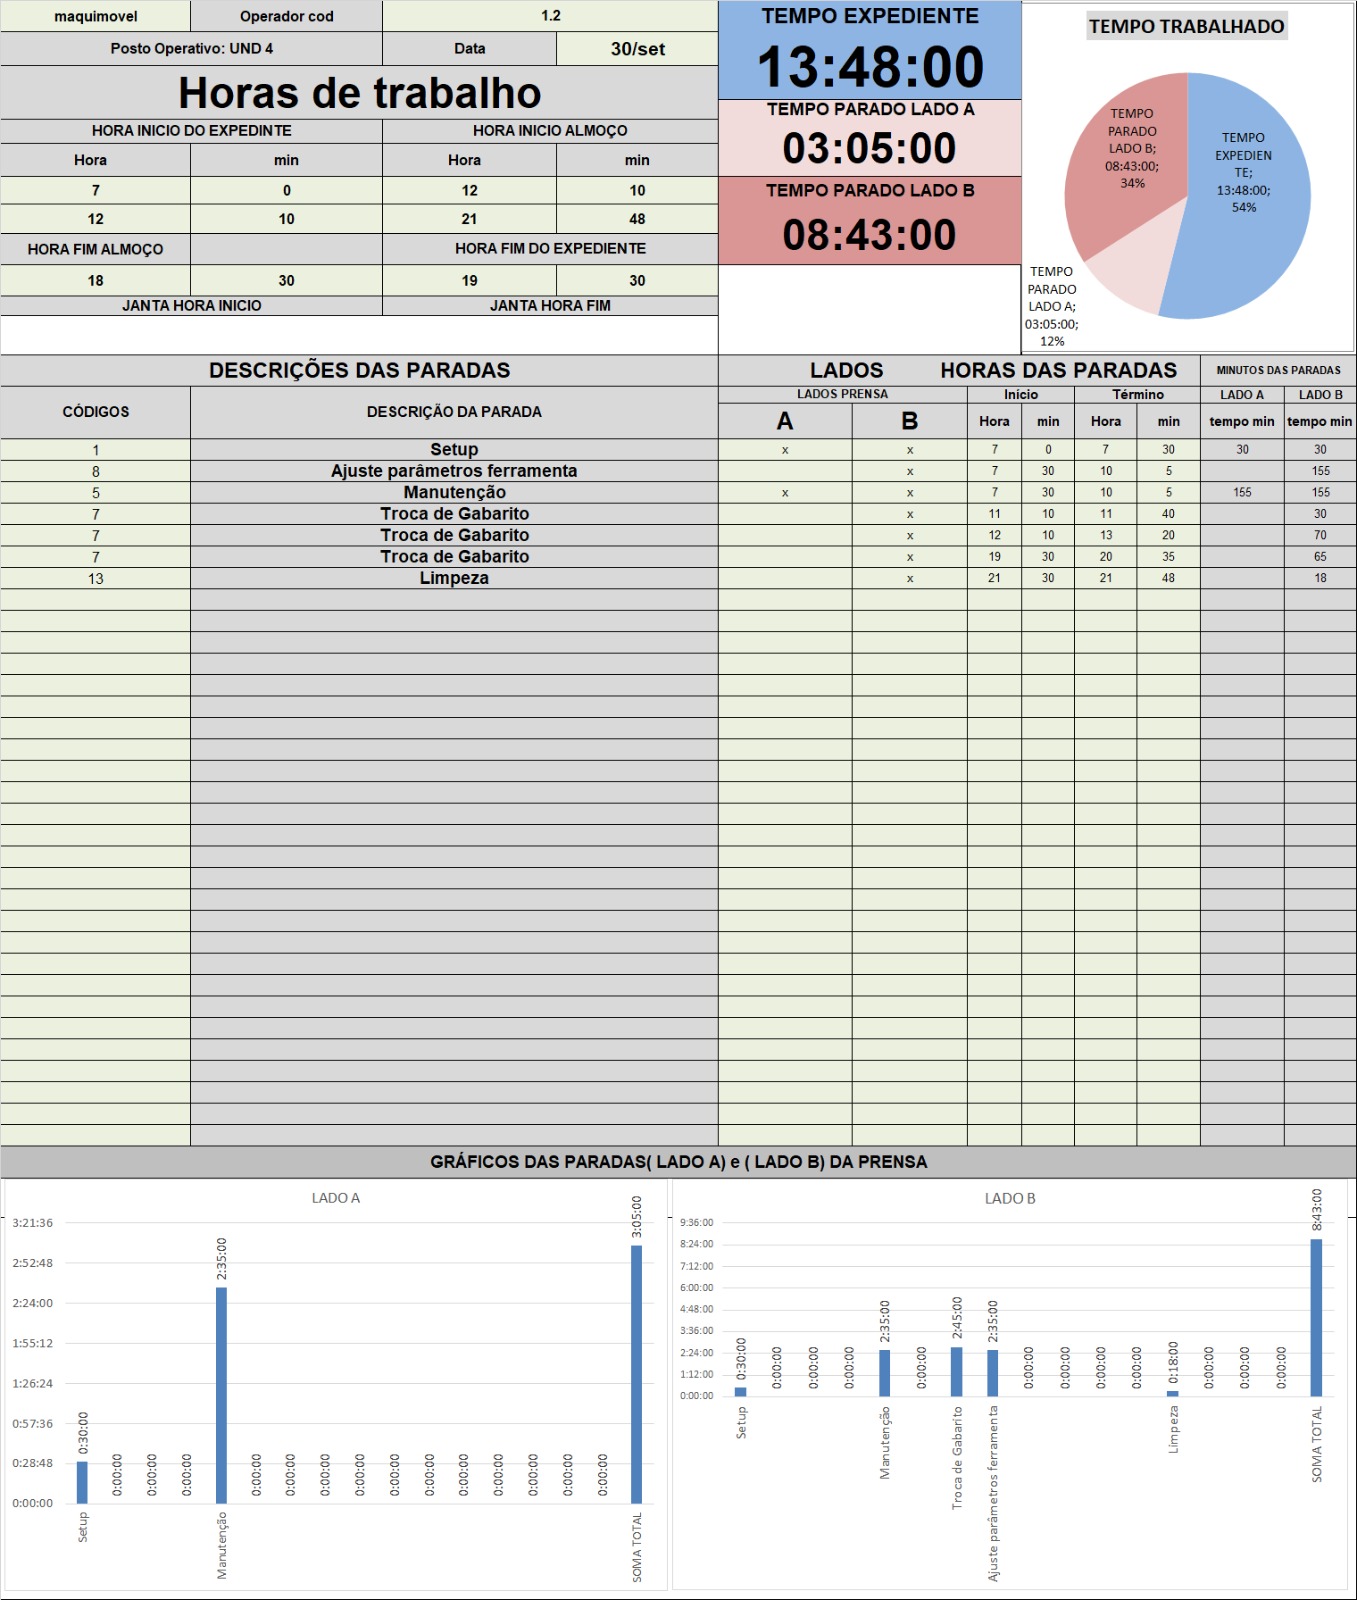 maquimovel Operador cod 1.2
Posto Operativo: UND 4 Data 30/set
Horas de trabalho
HORA INICIO DO EXPEDINTE HORA INICIO ALMOÇO
Hora min Hora min
7 0 12 10
12 10 21 48
HORA FIM ALMOÇO HORA FIM DO EXPEDIENTE
18 30 19 30
JANTA HORA INICIO JANTA HORA FIM
TEMPO EXPEDIENTE
13:48:00
TEMPO PARADO LADO A
03:05:00
TEMPO PARADO LADO B
08:43:00
TEMPO TRABALHADO
TEMPO
PARADO
LADO B;
08:43:00;
34%
TEMPO
EXPEDIEN
TE;
13:48:00;
54%
TEMPO
PARADO
LADO A;
03:05:00;
12%
DESCRIÇÕES DAS PARADAS LADOS HORAS DAS PARADAS MINUTOS DAS PARADAS
CÓDIGOS DESCRIÇÃO DA PARADA LADOS PRENSA Início Término LADO A LADO B
A B Hora min Hora min tempo min tempo min
1 Setup x x 7 0 7 30 30 30
8 Ajuste parâmetros ferramenta x 7 30 10 5 155
5 Manutenção x x 7 30 10 5 155 155
7 Troca de Gabarito x 11 10 11 40 30
7 Troca de Gabarito x 12 10 13 20 70
7 Troca de Gabarito x 19 30 20 35 65
13 Limpeza x 21 30 21 48 18
GRÁFICOS DAS PARADAS( LADO A) e ( LADO B) DA PRENSA
LADO A
3:21:36
2:52:48
2:24:00
1:55:12
1:26:24
0:57:36
0:28:48
0:00:00
0:30:00 0:00:00 0:00:00 0:00:00 2:35:00 0:00:00 0:00:00 0:00:00 0:00:00 0:00:00 0:00:00 0:00:00 0:00:00 0:00:00 0:00:00 0:00:00 3:05:00
Setup Manutenção SOMA TOTAL
LADO B
9:36:00
8:24:00
7:12:00
6:00:00
4:48:00
3:36:00
2:24:00
1:12:00
0:00:00
0:30:00 0:00:00 0:00:00 0:00:00 2:35:00 0:00:00 2:45:00 2:35:00 0:00:00 0:00:00 0:00:00 0:00:00 0:18:00 0:00:00 0:00:00 0:00:00 8:43:00
Setup Manutenção Troca de Gabarito Ajuste parâmetros ferramenta Limpeza SOMA TOTAL